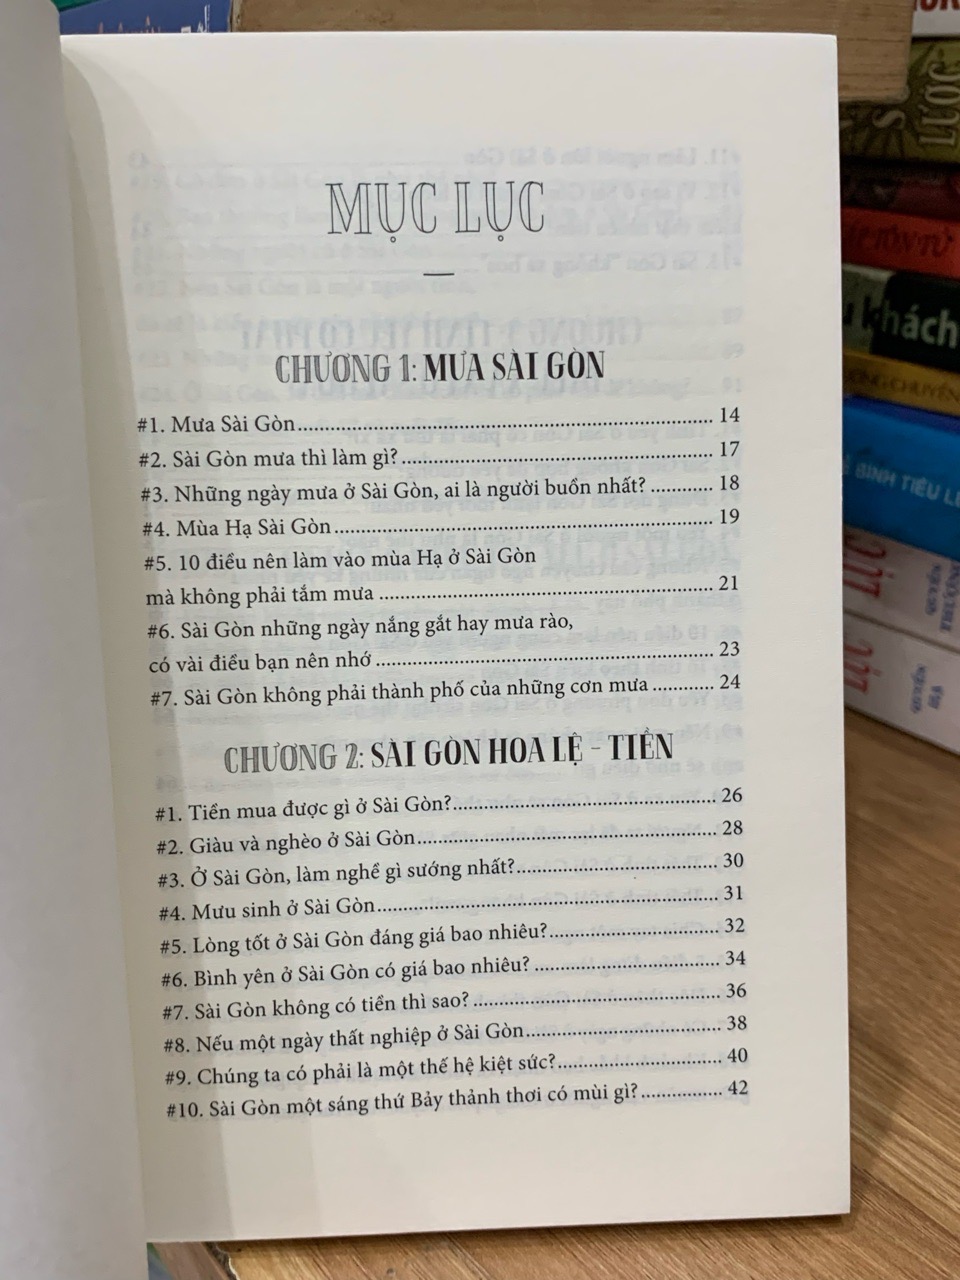 MỤC LỤC
CHƯƠNG 1: MƯA SÀI GÒN
#1. Mưa Sài Gòn ........ 14
#2. Sài Gòn mưa thì làm gì? ........ 17
#3. Những ngày mưa ở Sài Gòn, ai là người buồn nhất? ........ 18
#4. Mùa Hạ Sài Gòn ........ 19
#5. 10 điều nên làm vào mùa Hạ ở Sài Gòn
mà không phải tắm mưa ........ 21
#6. Sài Gòn những ngày nắng gắt hay mưa rào,
có vài điều bạn nên nhớ ........ 23
#7. Sài Gòn không phải thành phố của những cơn mưa ........ 24
CHƯƠNG 2: SÀI GÒN HOA LỆ - TIỀN
#1. Tiền mua được gì ở Sài Gòn? ........ 26
#2. Giàu và nghèo ở Sài Gòn ........ 28
#3. Ở Sài Gòn, làm nghề gì sướng nhất? ........ 30
#4. Mưu sinh ở Sài Gòn ........ 31
#5. Lòng tốt ở Sài Gòn đáng giá bao nhiêu? ........ 32
#6. Bình yên ở Sài Gòn có giá bao nhiêu? ........ 34
#7. Sài Gòn không có tiền thì sao? ........ 36
#8. Nếu một ngày thất nghiệp ở Sài Gòn ........ 38
#9. Chúng ta có phải là một thế hệ kiệt sức? ........ 40
#10. Sài Gòn một sáng thứ Bảy thảnh thơi có mùi gì? ........ 42
LƯỢC
TÔN TỬ
khách
CHUYỂN
BINH TIÊU